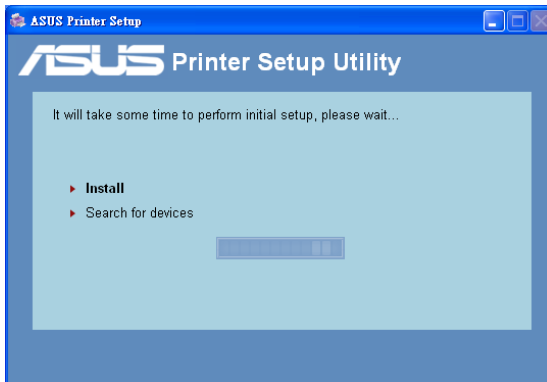 ASUS Printer Setup
ASUS Printer Setup Utility
It will take some time to perform initial setup, please wait...
Install
Search for devices